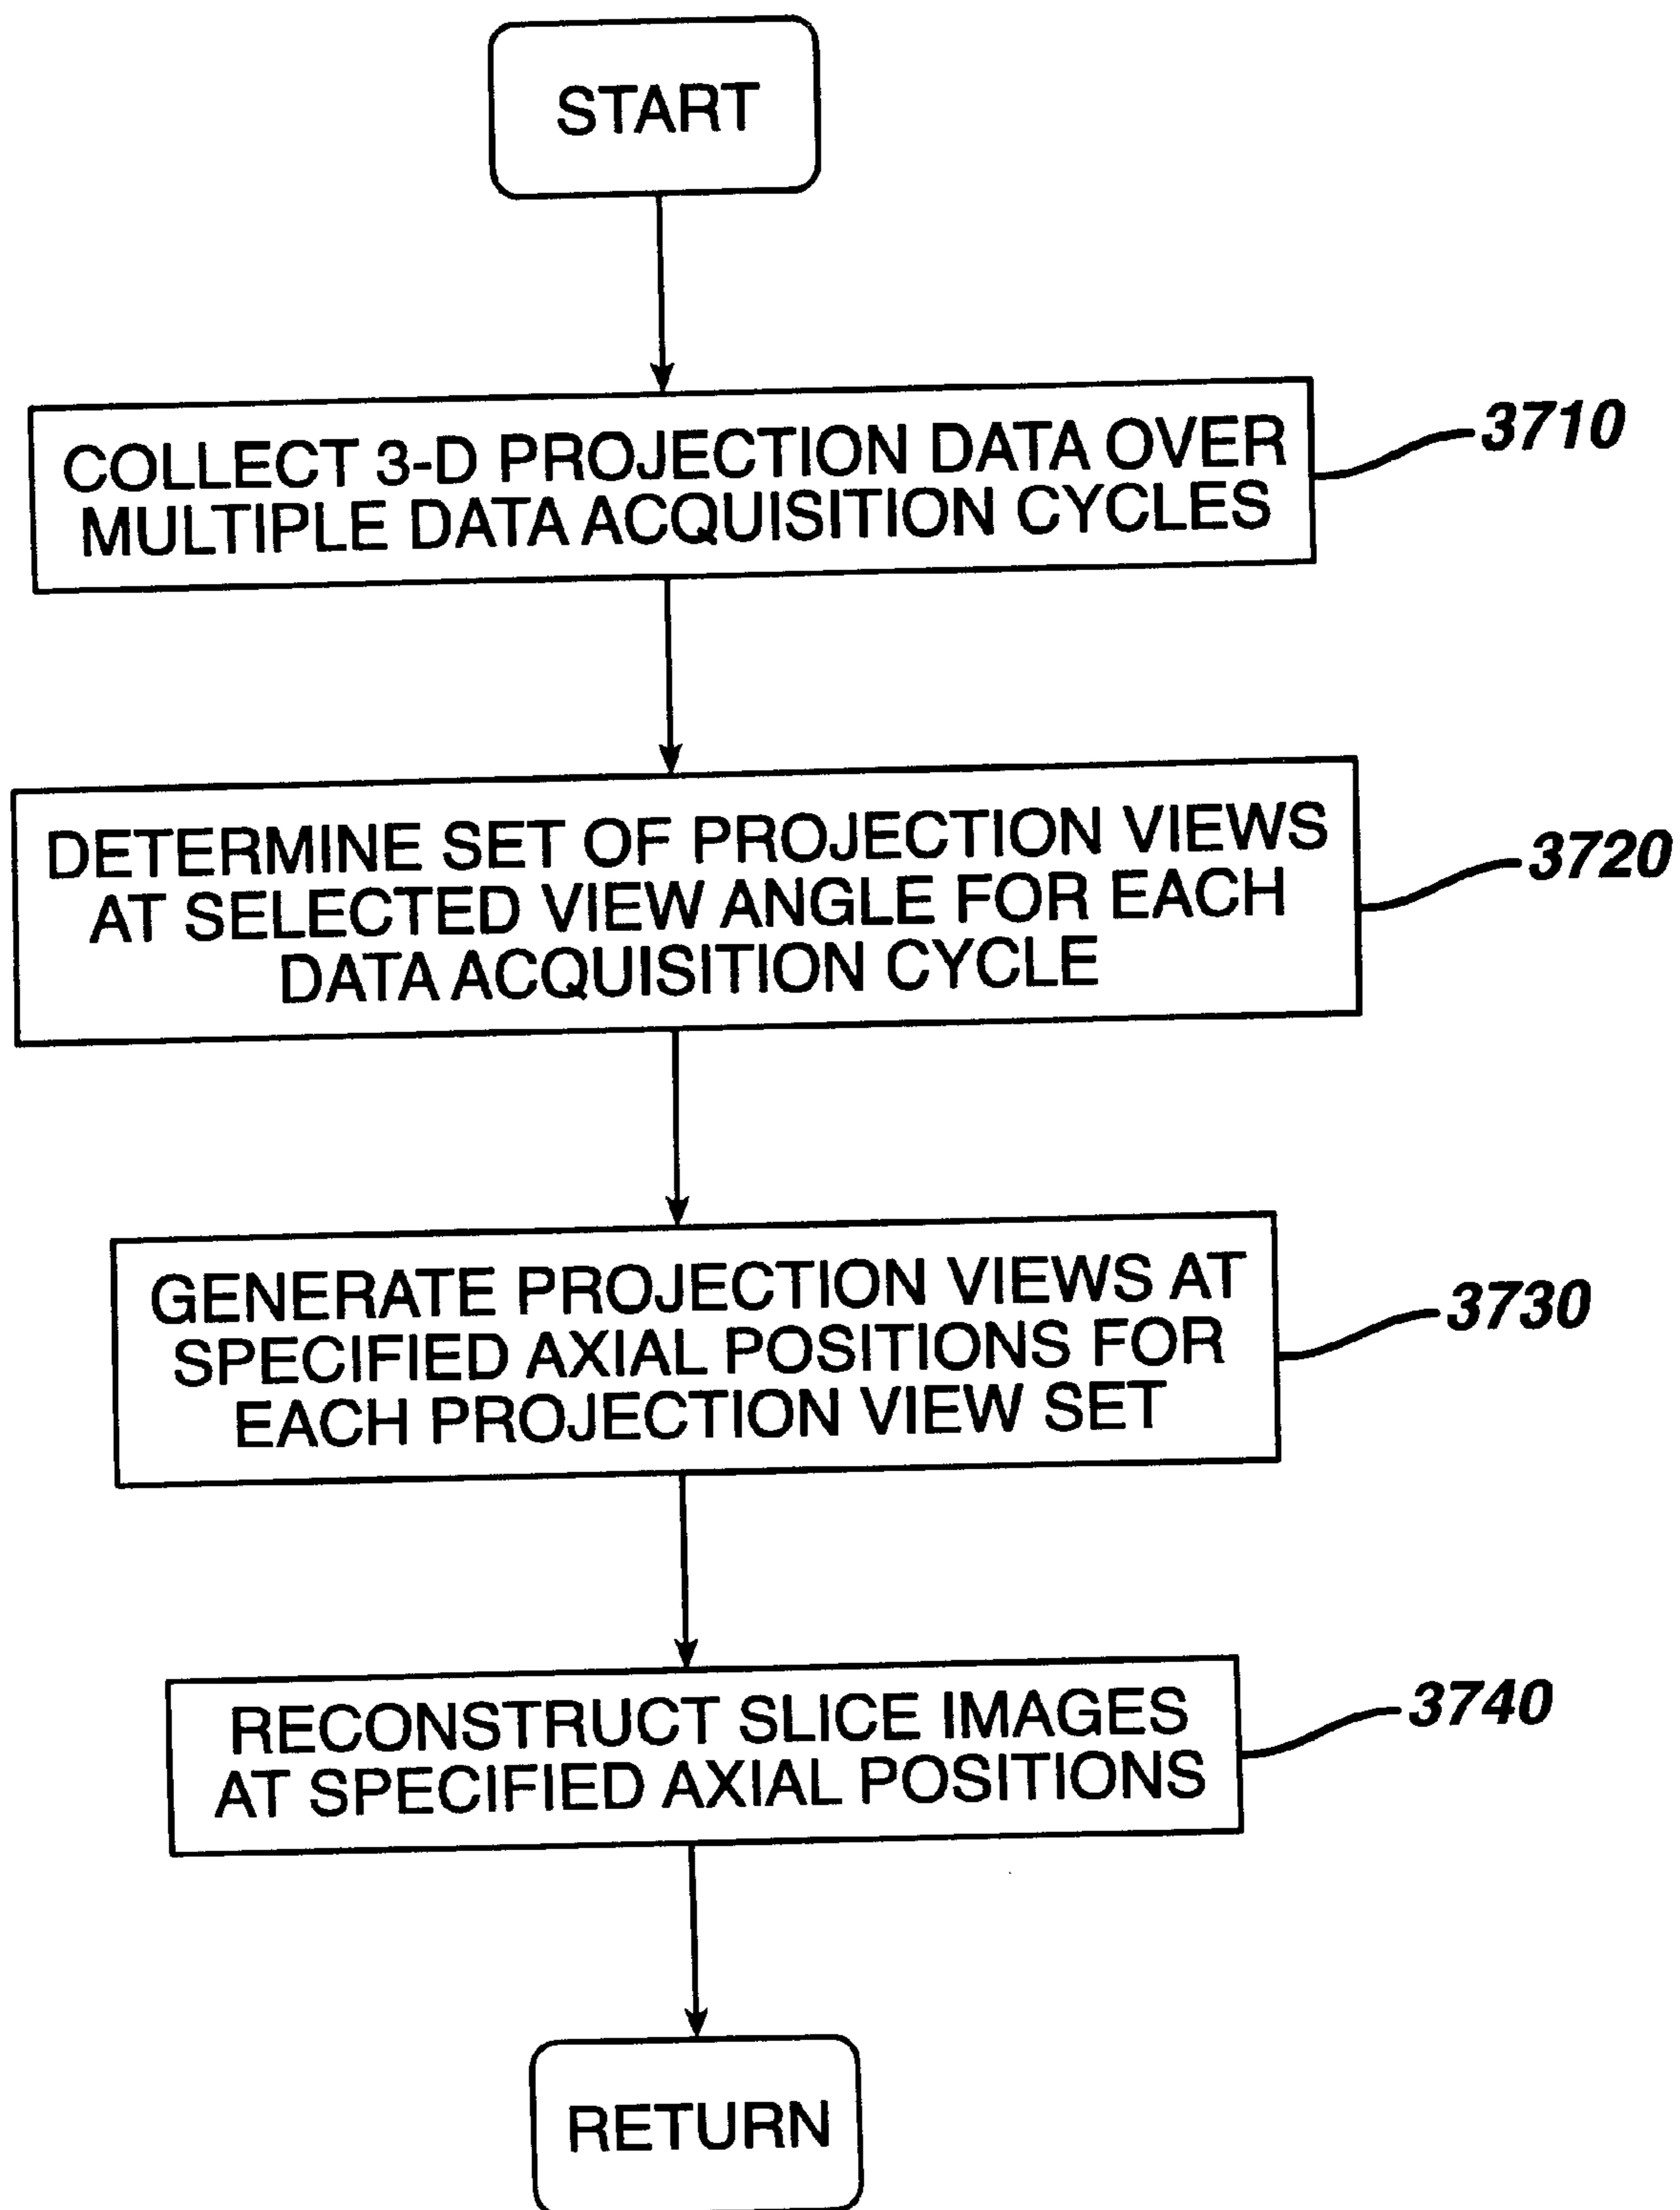 START
COLLECT 3-D PROJECTION DATA OVER
MULTIPLE DATA ACQUISITION CYCLES
3710
DETERMINE SET OF PROJECTION VIEWS
AT SELECTED VIEW ANGLE FOR EACH
DATA ACQUISITION CYCLE
3720
GENERATE PROJECTION VIEWS AT
SPECIFIED AXIAL POSITIONS FOR
EACH PROJECTION VIEW SET
3730
RECONSTRUCT SLICE IMAGES
AT SPECIFIED AXIAL POSITIONS
3740
RETURN